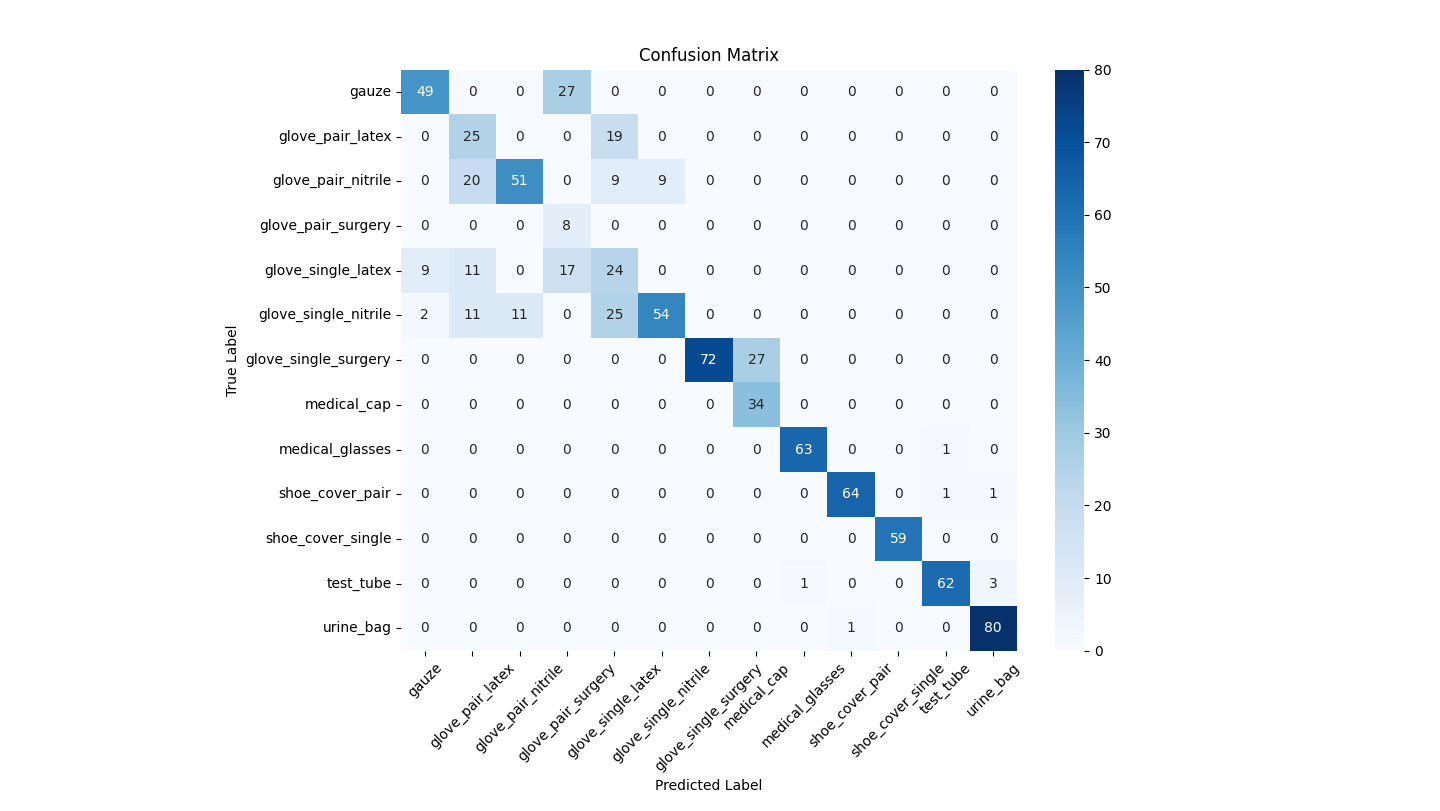 Confusion Matrix
gauze 49 0 0 27 0 0 0 0 0 0 0 0 0
glove_pair_latex 0 25 0 0 19 0 0 0 0 0 0 0 0
glove_pair_nitrile 0 20 51 0 9 9 0 0 0 0 0 0 0
glove_pair_surgery 0 0 0 8 0 0 0 0 0 0 0 0 0
glove_single_latex 9 11 0 17 24 0 0 0 0 0 0 0 0
glove_single_nitrile 2 11 11 0 25 54 0 0 0 0 0 0 0
glove_single_surgery 0 0 0 0 0 0 72 27 0 0 0 0 0
medical_cap 0 0 0 0 0 0 0 34 0 0 0 0 0
medical_glasses 0 0 0 0 0 0 0 0 63 0 0 1 0
shoe_cover_pair 0 0 0 0 0 0 0 0 0 64 0 1 1
shoe_cover_single 0 0 0 0 0 0 0 0 0 0 59 0 0
test_tube 0 0 0 0 0 0 0 0 1 0 0 62 3
urine_bag 0 0 0 0 0 0 0 0 0 1 0 0 80
True Label
gauze
glove_pair_latex
glove_pair_nitrile
glove_pair_surgery
glove_single_latex
glove_single_nitrile
glove_single_surgery
medical_cap
medical_glasses
shoe_cover_pair
shoe_cover_single
test_tube
urine_bag
Predicted Label
80
70
60
50
40
30
20
10
0